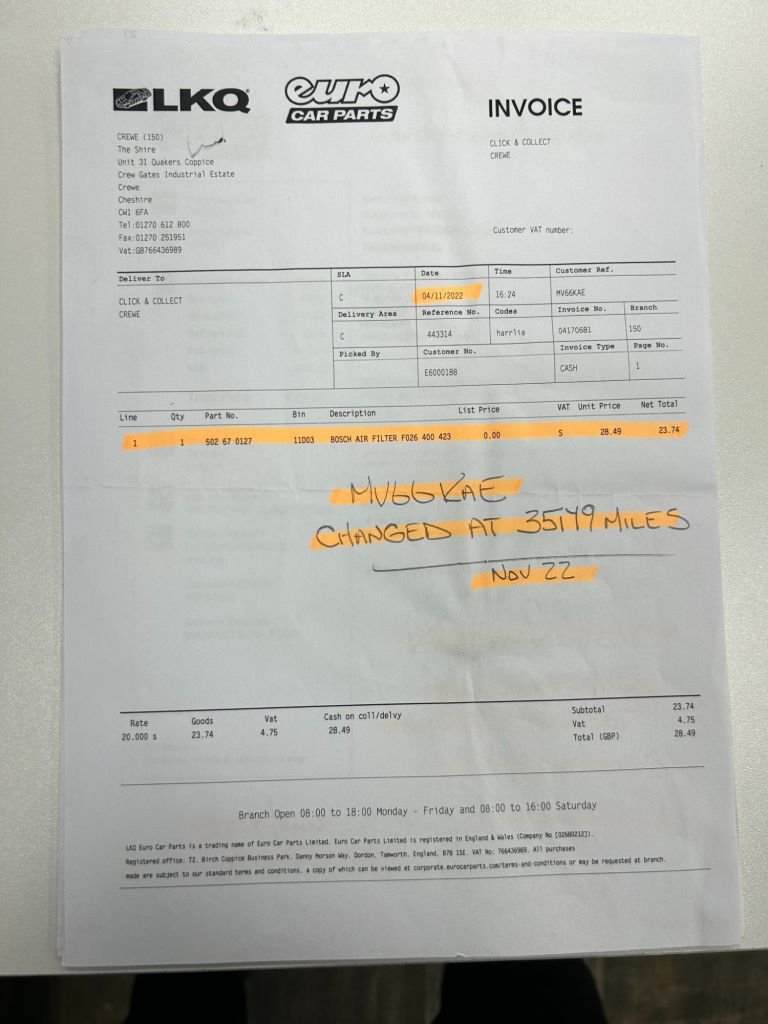 LKQ
euro
CAR PARTS
INVOICE
CREWE (150)
The Shire
Unit 31 Quakers Coppice
Crew Gates Industrial Estate
Crewe
Cheshire
CW1 6FA
Tel:01270 612 800
Fax:01270 251951
Vat:GB766436989
CLICK & COLLECT
CREWE
Customer VAT number:
Deliver To
CLICK & COLLECT
CREWE
SLA Date Time Customer Ref.
C 04/11/2022 16:24 MV66KAE
Delivery Area Reference No. Codes Invoice No. Branch
C 443314 harrlia 04170681 150
Picked By Customer No. Invoice Type Page No.
E6000188 CASH 1
Line Qty Part No. Bin Description List Price VAT Unit Price Net Total
1 1 502 67 0127 11D03 BOSCH AIR FILTER F026 400 423 0.00 S 28.49 23.74
MV66KAE
CHANGED AT 35149 MILES
NOV 22
Rate Goods Vat Cash on coll/delvy
20.000 s 23.74 4.75 28.49
Subtotal 23.74
Vat 4.75
Total (GBP) 28.49
Branch Open 08:00 to 18:00 Monday - Friday and 08:00 to 16:00 Saturday
LKQ Euro Car Parts is a trading name of Euro Car Parts Limited. Euro Car Parts Limited is registered in England & Wales (Company No [02680212]).
Registered office: T2, Birch Coppice Business Park, Danny Morson Way, Dordon, Tamworth, England, B78 1SE. VAT No: 766436989. All purchases
made are subject to our standard terms and conditions, a copy of which can be viewed at corporate.eurocarparts.com/terms-and-conditions or may be requested at branch.